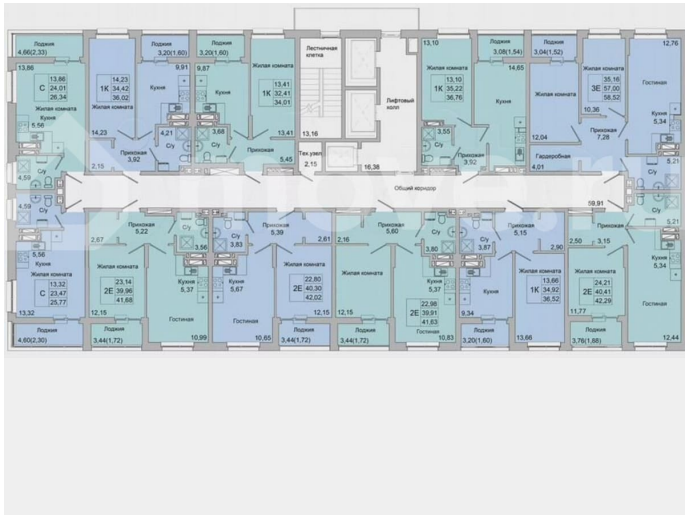 Лоджия
4,66(2,33)
Лоджия
3,20(1,60)
Лоджия
3,20(1,60)
Лестничная
клетка
13,16
Лифтовый
холл
16,38
Тех.узел
2,15
13,10
Лоджия
3,08(1,54)
Лоджия
3,04(1,52)
12,76
13,86
С
13,86
24,01
26,34
Жилая комната
Кухня
5,56
С/у
4,59
14,23
1К
34,42
36,02
Жилая комната
14,23
9,91
Кухня
4,21
С/у
Прихожая
3,92
2,15
9,87
Кухня
3,68
С/у
Прихожая
5,45
Жилая комната
13,41
1К
32,41
34,01
13,41
Жилая комната
13,10
1К
35,22
36,76
14,65
Кухня
3,55
С/у
Прихожая
3,92
Жилая комната
12,04
Жилая комната
35,16
3Е
57,00
58,52
10,36
Гостиная
Кухня
5,34
Прихожая
7,28
Гардеробная
4,01
С/у
5,21
Общий коридор
59,91
4,59
С/у
Кухня
5,56
Жилая комната
С
13,32
23,47
25,77
13,32
Лоджия
4,60(2,30)
Прихожая
5,22
2,67
С/у
3,56
Жилая комната
23,14
2Е
39,96
41,68
12,15
Кухня
5,37
Гостиная
10,99
Лоджия
3,44(1,72)
С/у
3,83
Прихожая
5,39
2,61
Кухня
5,67
Гостиная
10,65
Жилая комната
22,80
2Е
40,30
42,02
12,15
Лоджия
3,44(1,72)
Прихожая
5,60
2,16
С/у
3,80
Жилая комната
12,15
Кухня
5,37
22,98
2Е
39,91
41,63
Гостиная
10,83
Лоджия
3,44(1,72)
С/у
3,87
Прихожая
5,15
2,90
Кухня
9,34
Лоджия
3,20(1,60)
Жилая комната
13,66
1К
34,92
36,52
13,66
Прихожая
2,50
3,15
С/у
5,21
Жилая комната
24,21
2Е
40,41
42,29
11,77
Кухня
5,34
Гостиная
12,44
Лоджия
3,76(1,88)